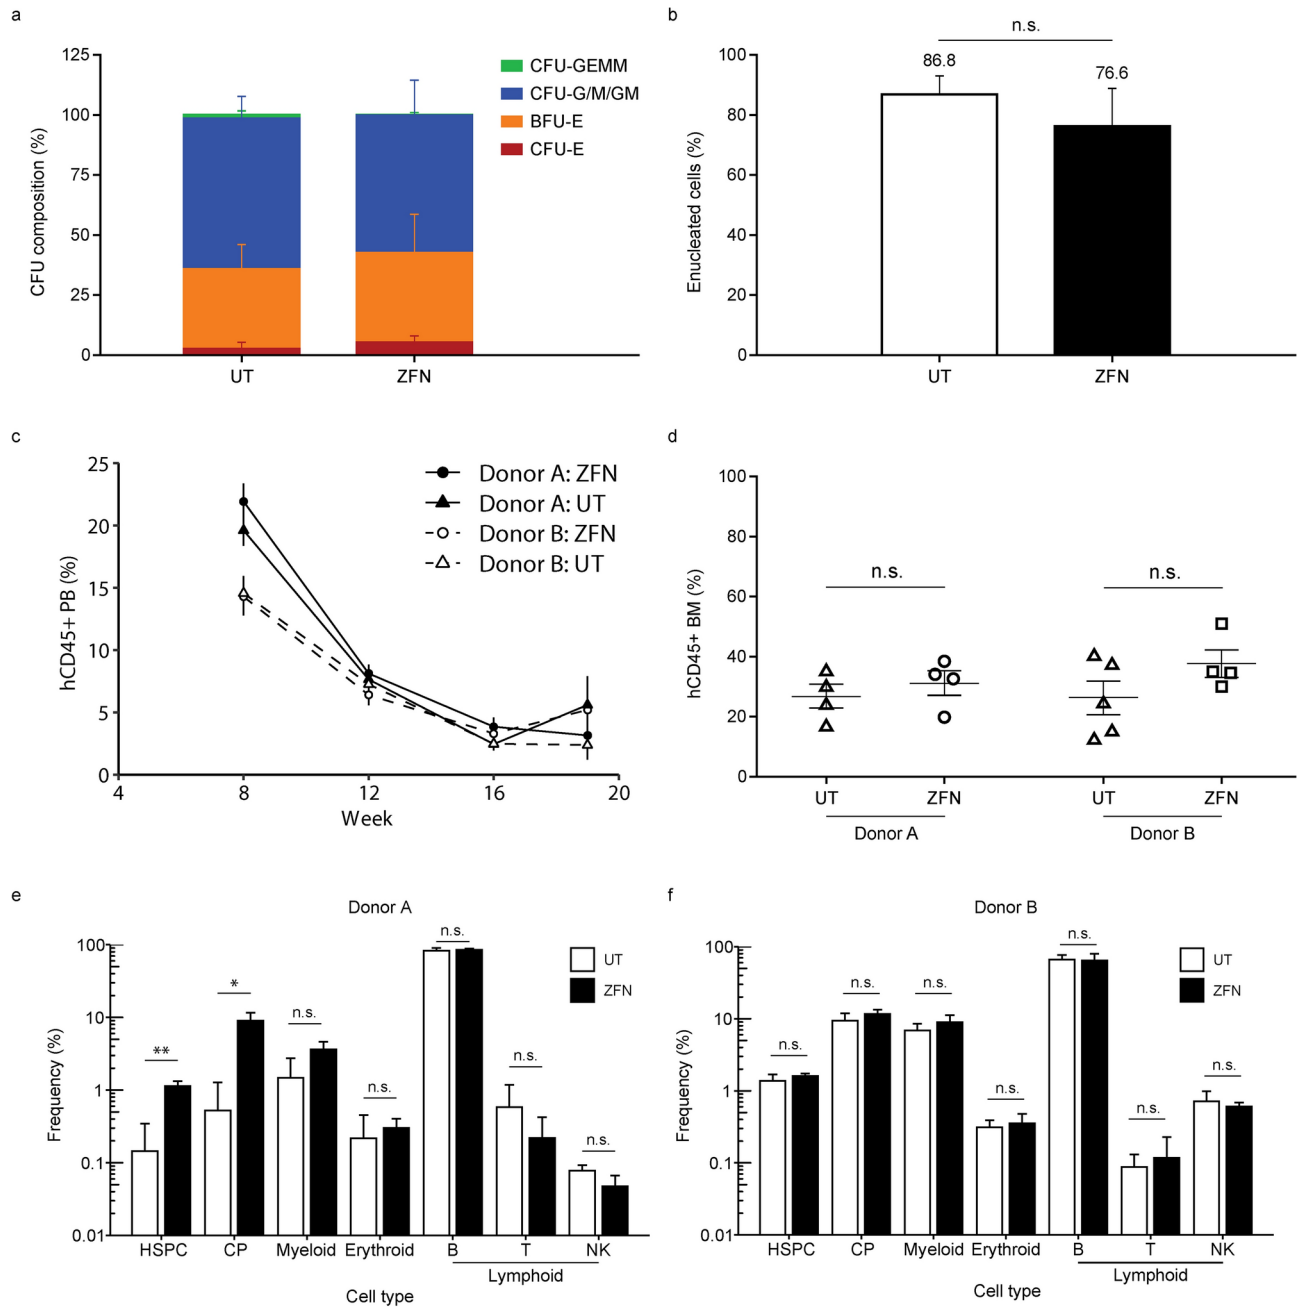 a
125
100
75
50
25
0
CFU composition (%)
UT
ZFN
CFU-GEMM
CFU-G/M/GM
BFU-E
CFU-E
b
n.s.
86.8
76.6
100
80
60
40
20
0
Enucleated cells (%)
UT
ZFN
c
25
20
15
10
5
0
hCD45+ PB (%)
4
8
12
16
20
Week
Donor A: ZFN
Donor A: UT
Donor B: ZFN
Donor B: UT
d
100
80
60
40
20
0
hCD45+ BM (%)
n.s.
n.s.
UT
ZFN
UT
ZFN
Donor A
Donor B
e
Donor A
100
10
1
0.1
0.01
Frequency (%)
**
*
n.s.
n.s.
n.s.
n.s.
n.s.
UT
ZFN
HSPC
CP
Myeloid
Erythroid
B
T
NK
Lymphoid
Cell type
f
Donor B
100
10
1
0.1
0.01
Frequency (%)
n.s.
n.s.
n.s.
n.s.
n.s.
n.s.
n.s.
UT
ZFN
HSPC
CP
Myeloid
Erythroid
B
T
NK
Lymphoid
Cell type